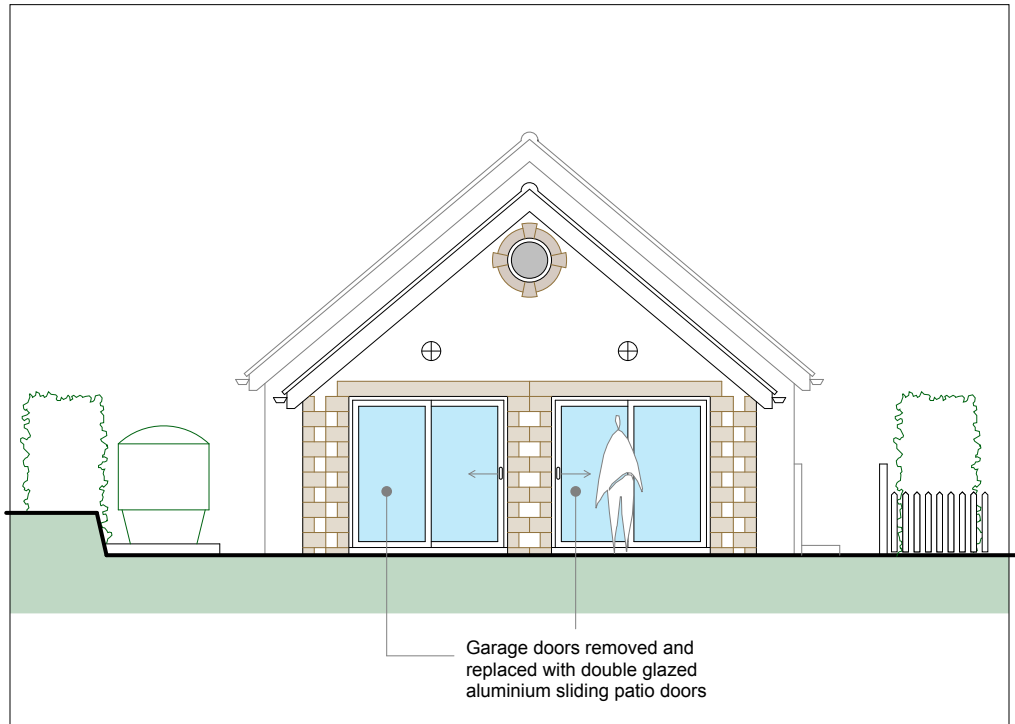 Garage doors removed and
replaced with double glazed
aluminium sliding patio doors